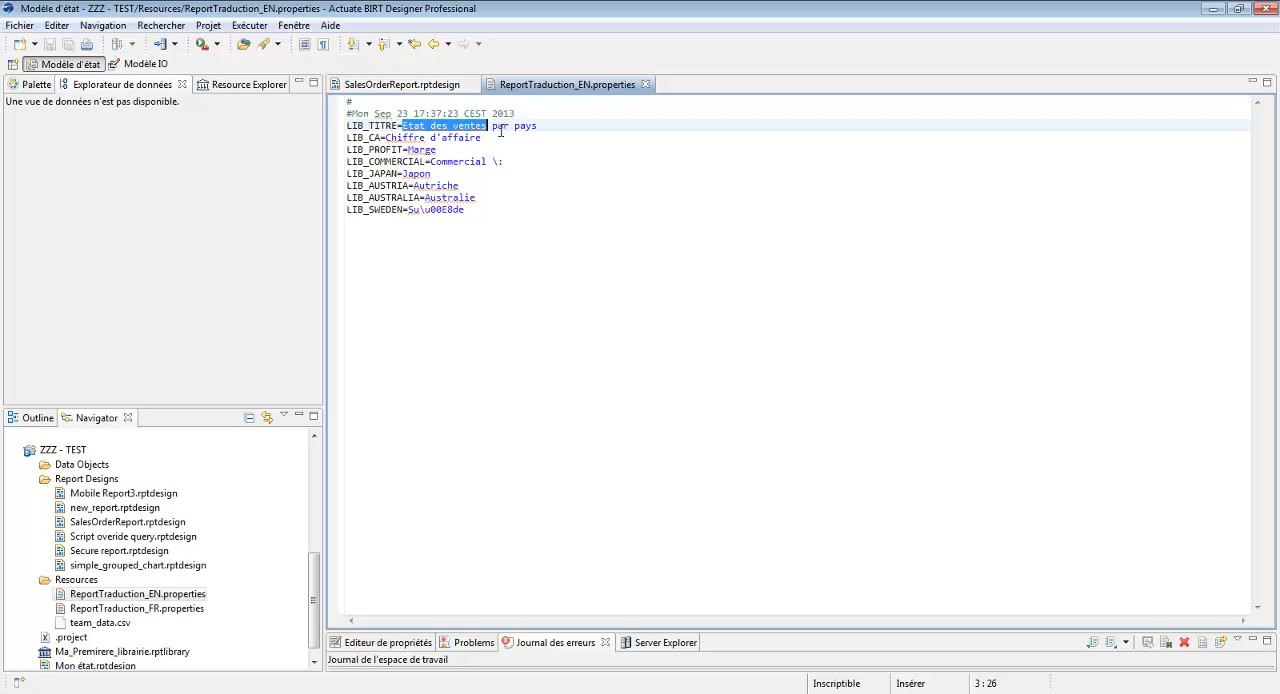 Modèle d'état - ZZZ - TEST/Resources/ReportTraduction_EN.properties - Actuate BIRT Designer Professional
Fichier Editer Navigation Rechercher Projet Exécuter Fenêtre Aide
Modèle d'état Modèle IO
Palette Explorateur de données Resource Explorer
SalesOrderReport.rptdesign ReportTraduction_EN.properties
Une vue de données n'est pas disponible.
#
#Mon Sep 23 17:37:23 CEST 2013
LIB_TITRE=Etat des ventes par pays
LIB_CA=Chiffre d'affaire
LIB_PROFIT=Marge
LIB_COMMERCIAL=Commercial \:
LIB_JAPAN=Japon
LIB_AUSTRIA=Autriche
LIB_AUSTRALIA=Australie
LIB_SWEDEN=Su\u00E8de
Outline Navigator
ZZZ - TEST
Data Objects
Report Designs
Mobile Report3.rptdesign
new_report.rptdesign
SalesOrderReport.rptdesign
Script overide query.rptdesign
Secure report.rptdesign
simple_grouped_chart.rptdesign
Resources
ReportTraduction_EN.properties
ReportTraduction_FR.properties
team_data.csv
.project
Ma_Premirere_librairie.rptlibrary
Mon état.rptdesign
Editeur de propriétés Problems Journal des erreurs Server Explorer
Journal de l'espace de travail
Inscriptible Insérer 3 : 26